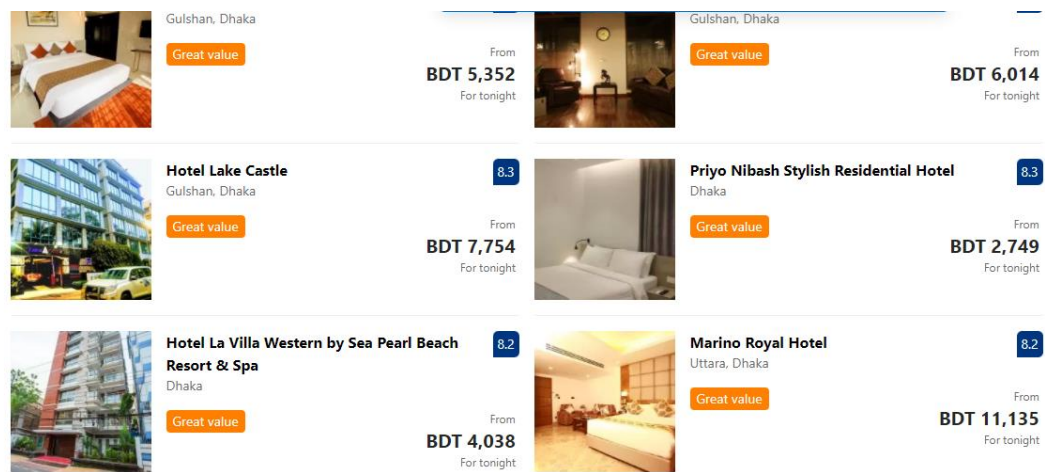 Gulshan, Dhaka
Great value
From
BDT 5,352
For tonight
Gulshan, Dhaka
Great value
From
BDT 6,014
For tonight
Hotel Lake Castle
8.3
Gulshan, Dhaka
Great value
From
BDT 7,754
For tonight
Priyo Nibash Stylish Residential Hotel
8.3
Dhaka
Great value
From
BDT 2,749
For tonight
Hotel La Villa Western by Sea Pearl Beach
8.2
Resort & Spa
Dhaka
Great value
From
BDT 4,038
For tonight
Marino Royal Hotel
8.2
Uttara, Dhaka
Great value
From
BDT 11,135
For tonight